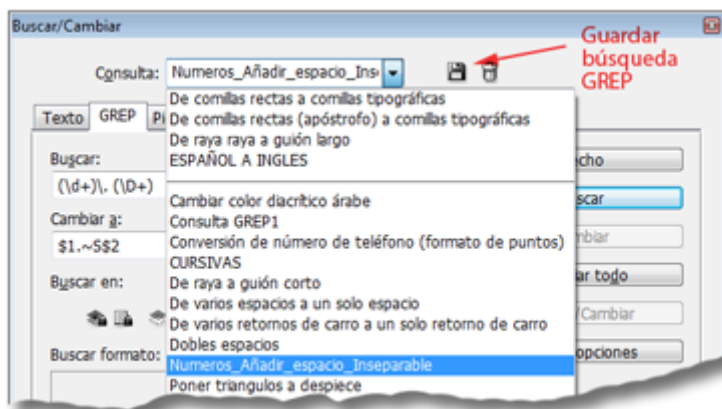 Buscar/Cambiar
Guardar
búsqueda
GREP
Consulta: Numeros_Añadir_espacio_Ins
De comillas rectas a comillas tipográficas
De comillas rectas (apóstrofo) a comillas tipográficas
De raya raya a guión largo
ESPAÑOL A INGLES
Cambiar color diacrítico árabe
Consulta GREP1
Conversión de número de teléfono (formato de puntos)
CURSIVAS
De raya a guión corto
De varios espacios a un solo espacio
De varios retornos de carro a un solo retorno de carro
Dobles espacios
Numeros_Añadir_espacio_Inseparable
Poner triangulos a despiece
Texto GREP Pi
Buscar:
(\d+)\. (\D+)
Cambiar a:
$1.~S$2
Buscar en:
Buscar formato:
echo
scar
mbiar
ar todo
/Cambiar
opciones